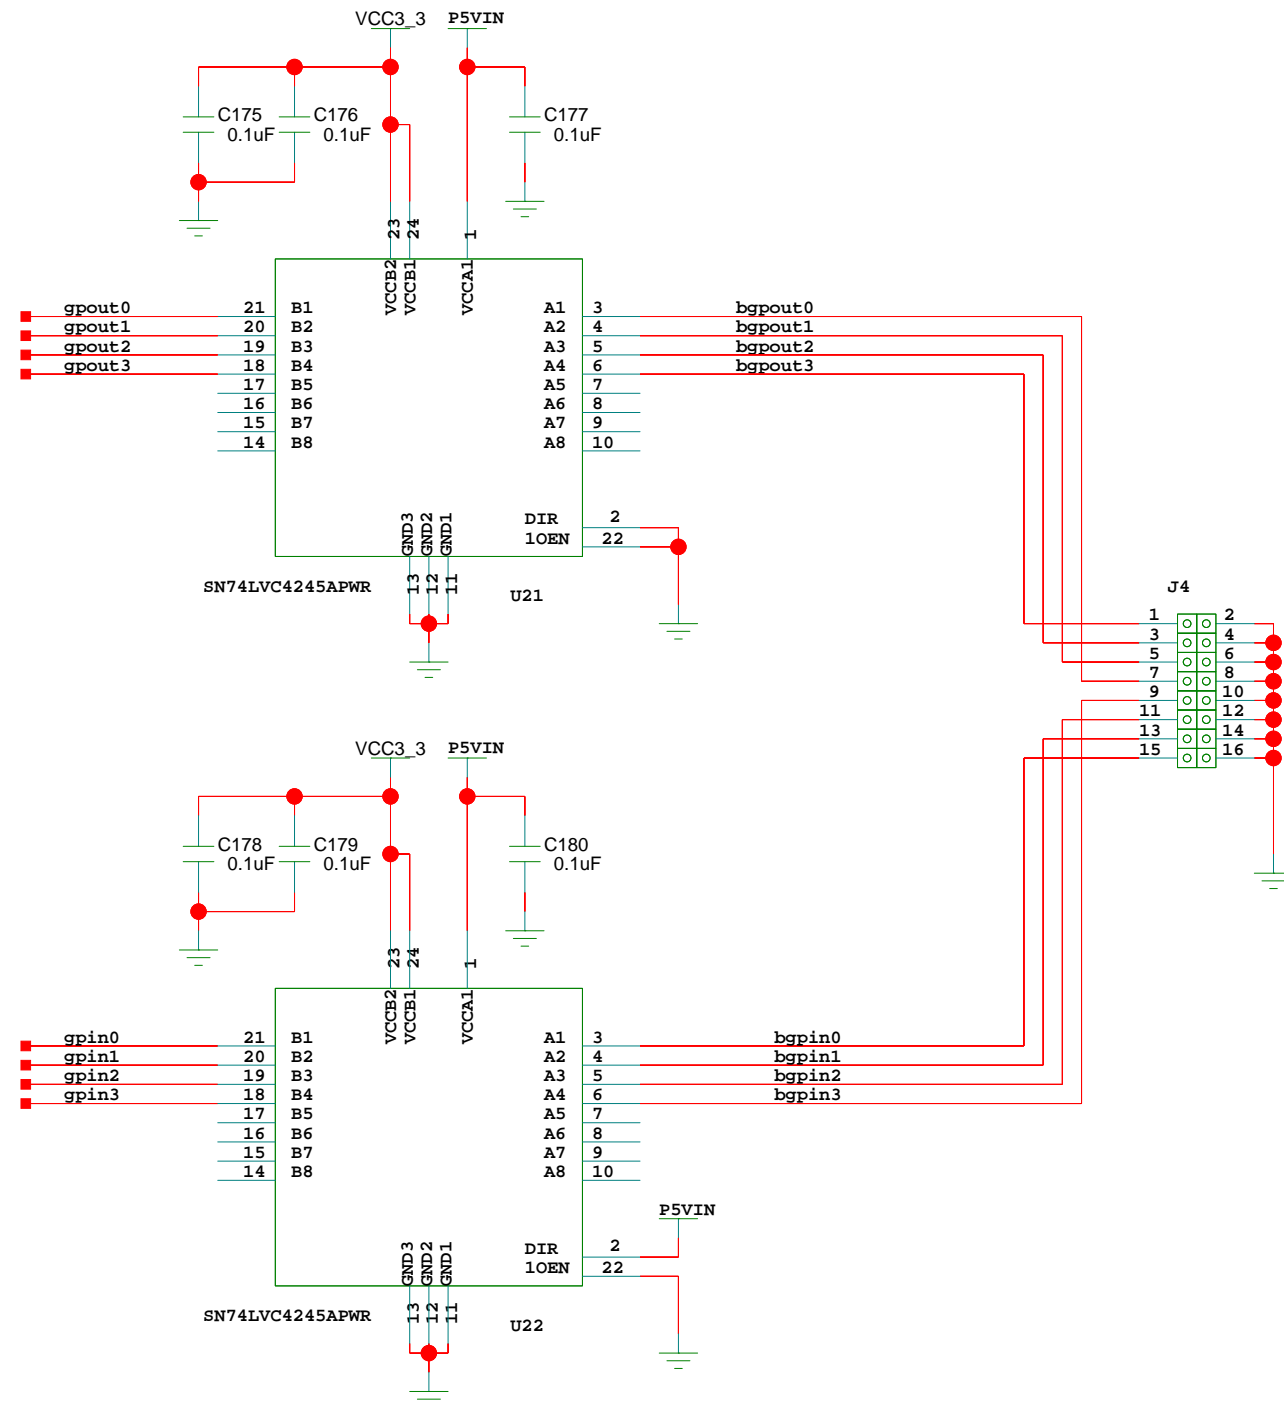 VCC3_3 P5VIN
C175 C176 C177
0.1uF 0.1uF 0.1uF
23 24 1
VCCB2 VCCB1 VCCA1
gpout0 21 B1 A1 3 bgpout0
gpout1 20 B2 A2 4 bgpout1
gpout2 19 B3 A3 5 bgpout2
gpout3 18 B4 A4 6 bgpout3
17 B5 A5 7
16 B6 A6 8
15 B7 A7 9
14 B8 A8 10
DIR 2
1OEN 22
GND3 GND2 GND1
13 12 11
SN74LVC4245APWR
U21
J4
1 2
3 4
5 6
7 8
9 10
11 12
13 14
15 16
VCC3_3 P5VIN
C178 C179 C180
0.1uF 0.1uF 0.1uF
23 24 1
VCCB2 VCCB1 VCCA1
gpin0 21 B1 A1 3 bgpin0
gpin1 20 B2 A2 4 bgpin1
gpin2 19 B3 A3 5 bgpin2
gpin3 18 B4 A4 6 bgpin3
17 B5 A5 7
16 B6 A6 8
15 B7 A7 9
14 B8 A8 10
P5VIN
DIR 2
1OEN 22
GND3 GND2 GND1
13 12 11
SN74LVC4245APWR
U22